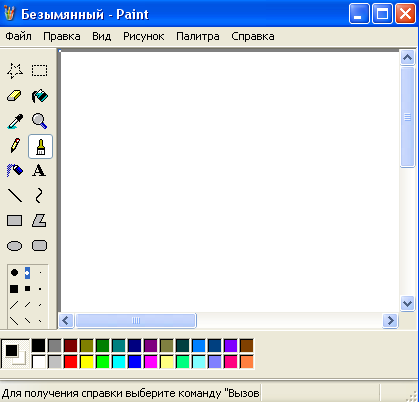 Безымянный - Paint
Файл Правка Вид Рисунок Палитра Справка
A
Для получения справки выберите команду "Вызов